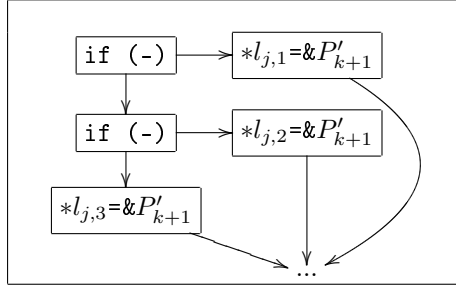 if (-)
*l_{j,1}=&P'_{k+1}
if (-)
*l_{j,2}=&P'_{k+1}
*l_{j,3}=&P'_{k+1}
...